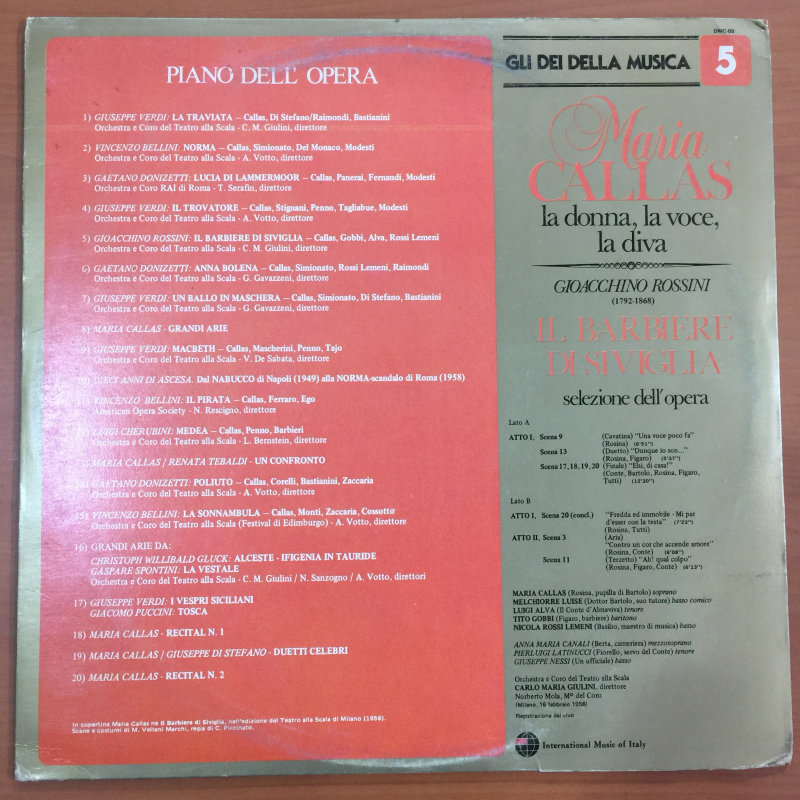 PIANO DELL' OPERA
1) GIUSEPPE VERDI: LA TRAVIATA – Callas, Di Stefano/Raimondi, Bastianini
Orchestra e Coro del Teatro alla Scala - C. M. Giulini, direttore
2) VINCENZO BELLINI: NORMA – Callas, Simionato, Del Monaco, Modesti
Orchestra e Coro del Teatro alla Scala - A. Votto, direttore
3) GAETANO DONIZETTI: LUCIA DI LAMMERMOOR – Callas, Panerai, Fernandi, Modesti
Orchestra e Coro RAI di Roma - T. Serafin, direttore
4) GIUSEPPE VERDI: IL TROVATORE – Callas, Stignani, Penno, Tagliabue, Modesti
Orchestra e Coro del Teatro alla Scala - A. Votto, direttore
5) GIOACCHINO ROSSINI: IL BARBIERE DI SIVIGLIA – Callas, Gobbi, Alva, Rossi Lemeni
Orchestra e Coro del Teatro alla Scala - C. M. Giulini, direttore
6) GAETANO DONIZETTI: ANNA BOLENA – Callas, Simionato, Rossi Lemeni, Raimondi
Orchestra e Coro del Teatro alla Scala - G. Gavazzeni, direttore
7) GIUSEPPE VERDI: UN BALLO IN MASCHERA – Callas, Simionato, Di Stefano, Bastianini
Orchestra e Coro del Teatro alla Scala - G. Gavazzeni, direttore
8) MARIA CALLAS - GRANDI ARIE
9) GIUSEPPE VERDI: MACBETH – Callas, Mascherini, Penno, Tajo
Orchestra e Coro del Teatro alla Scala - V. De Sabata, direttore
10) DIECI ANNI DI ASCESA. Dal NABUCCO di Napoli (1949) alla NORMA-scandalo di Roma (1958)
11) VINCENZO BELLINI: IL PIRATA – Callas, Ferraro, Ego
American Opera Society - N. Rescigno, direttore
12) LUIGI CHERUBINI: MEDEA – Callas, Penno, Barbieri
Orchestra e Coro del Teatro alla Scala - L. Bernstein, direttore
13) MARIA CALLAS / RENATA TEBALDI - UN CONFRONTO
14) GAETANO DONIZETTI: POLIUTO – Callas, Corelli, Bastianini, Zaccaria
Orchestra e Coro del Teatro alla Scala - A. Votto, direttore
15) VINCENZO BELLINI: LA SONNAMBULA – Callas, Monti, Zaccaria, Cossotto
Orchestra e Coro del Teatro alla Scala (Festival di Edimburgo) - A. Votto, direttore
16) GRANDI ARIE DA:
CHRISTOPH WILLIBALD GLUCK: ALCESTE - IFIGENIA IN TAURIDE
GASPARE SPONTINI: LA VESTALE
Orchestra e Coro del Teatro alla Scala - C. M. Giulini / N. Sanzogno / A. Votto, direttori
17) GIUSEPPE VERDI: I VESPRI SICILIANI
GIACOMO PUCCINI: TOSCA
18) MARIA CALLAS - RECITAL N. 1
19) MARIA CALLAS / GIUSEPPE DI STEFANO - DUETTI CELEBRI
20) MARIA CALLAS - RECITAL N. 2
In copertina Maria Callas ne Il Barbiere di Siviglia, nell'edizione del Teatro alla Scala di Milano (1956).
Scene e costumi di M. Vellani Marchi, regia di C. Piccinato.
DMC-05
GLI DEI DELLA MUSICA 5
Maria
CALLAS
la donna, la voce,
la diva
GIOACCHINO ROSSINI
(1792-1868)
IL BARBIERE
DI SIVIGLIA
selezione dell'opera
Lato A
ATTO I, Scena 9 (Cavatina) "Una voce poco fa"
(Rosina) (6'51")
Scena 13 (Duetto) "Dunque io son..."
(Rosina, Figaro) (5'37")
Scena 17, 18, 19, 20 (Finale) "Ehi, di casa!"
(Conte, Bartolo, Rosina, Figaro,
Tutti) (12'30")
Lato B
ATTO I, Scena 20 (concl.) "Fredda ed immobile - Mi par
d'esser con la testa" (7'23")
(Rosina, Tutti)
ATTO II, Scena 3 (Aria)
"Contro un cor che accende amore"
(Rosina, Conte) (6'08")
Scena 11 (Terzetto) "Ah! qual colpo"
(Rosina, Figaro, Conte) (6'13")
MARIA CALLAS (Rosina, pupilla di Bartolo) soprano
MELCHIORRE LUISE (Dottor Bartolo, suo tutore) basso comico
LUIGI ALVA (Il Conte d'Almaviva) tenore
TITO GOBBI (Figaro, barbiere) baritono
NICOLA ROSSI LEMENI (Basilio, maestro di musica) basso
ANNA MARIA CANALI (Berta, cameriera) mezzosoprano
PIERLUIGI LATINUCCI (Fiorello, servo del Conte) tenore
GIUSEPPE NESSI (Un ufficiale) basso
Orchestra e Coro del Teatro alla Scala
CARLO MARIA GIULINI, direttore
Norberto Mola, Mº del Coro
(Milano, 16 febbraio 1956)
Registrazione dal vivo
International Music of Italy